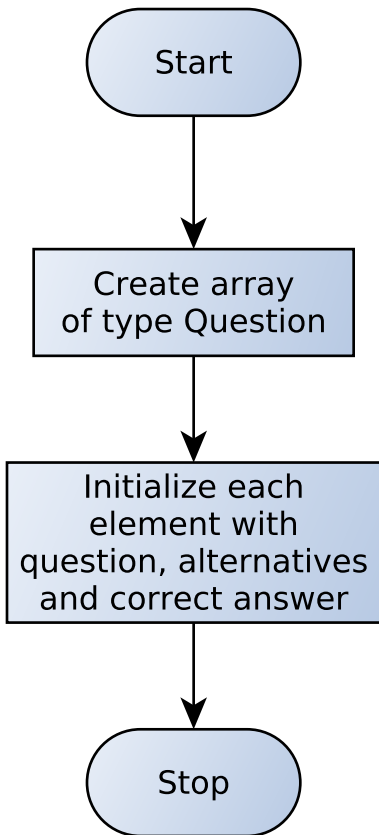 Start
Create array
of type Question
Initialize each
element with
question, alternatives
and correct answer
Stop